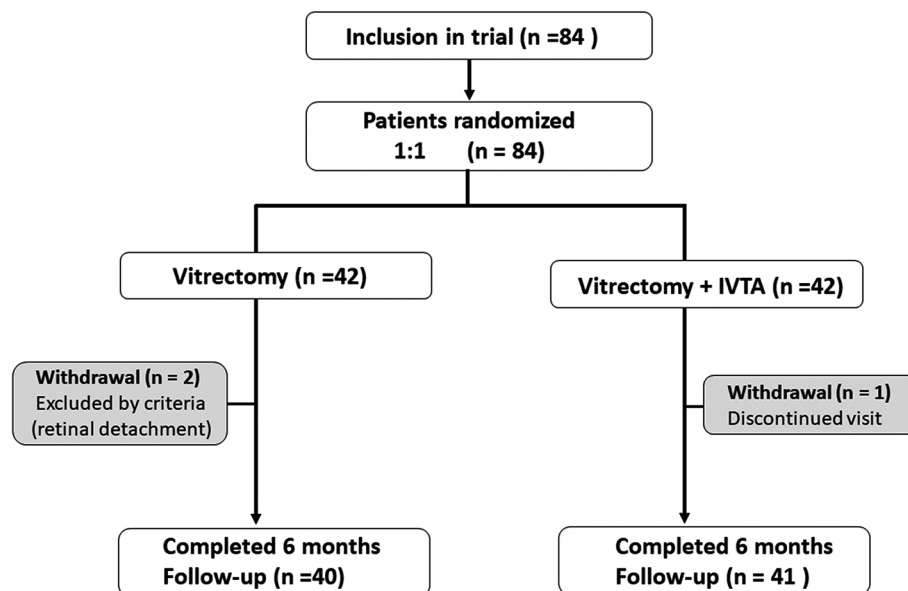 Inclusion in trial (n =84 )
Patients randomized
1:1 (n = 84)
Vitrectomy (n =42)
Vitrectomy + IVTA (n =42)
Withdrawal (n = 2)
Excluded by criteria
(retinal detachment)
Withdrawal (n = 1)
Discontinued visit
Completed 6 months
Follow-up (n =40)
Completed 6 months
Follow-up (n = 41 )